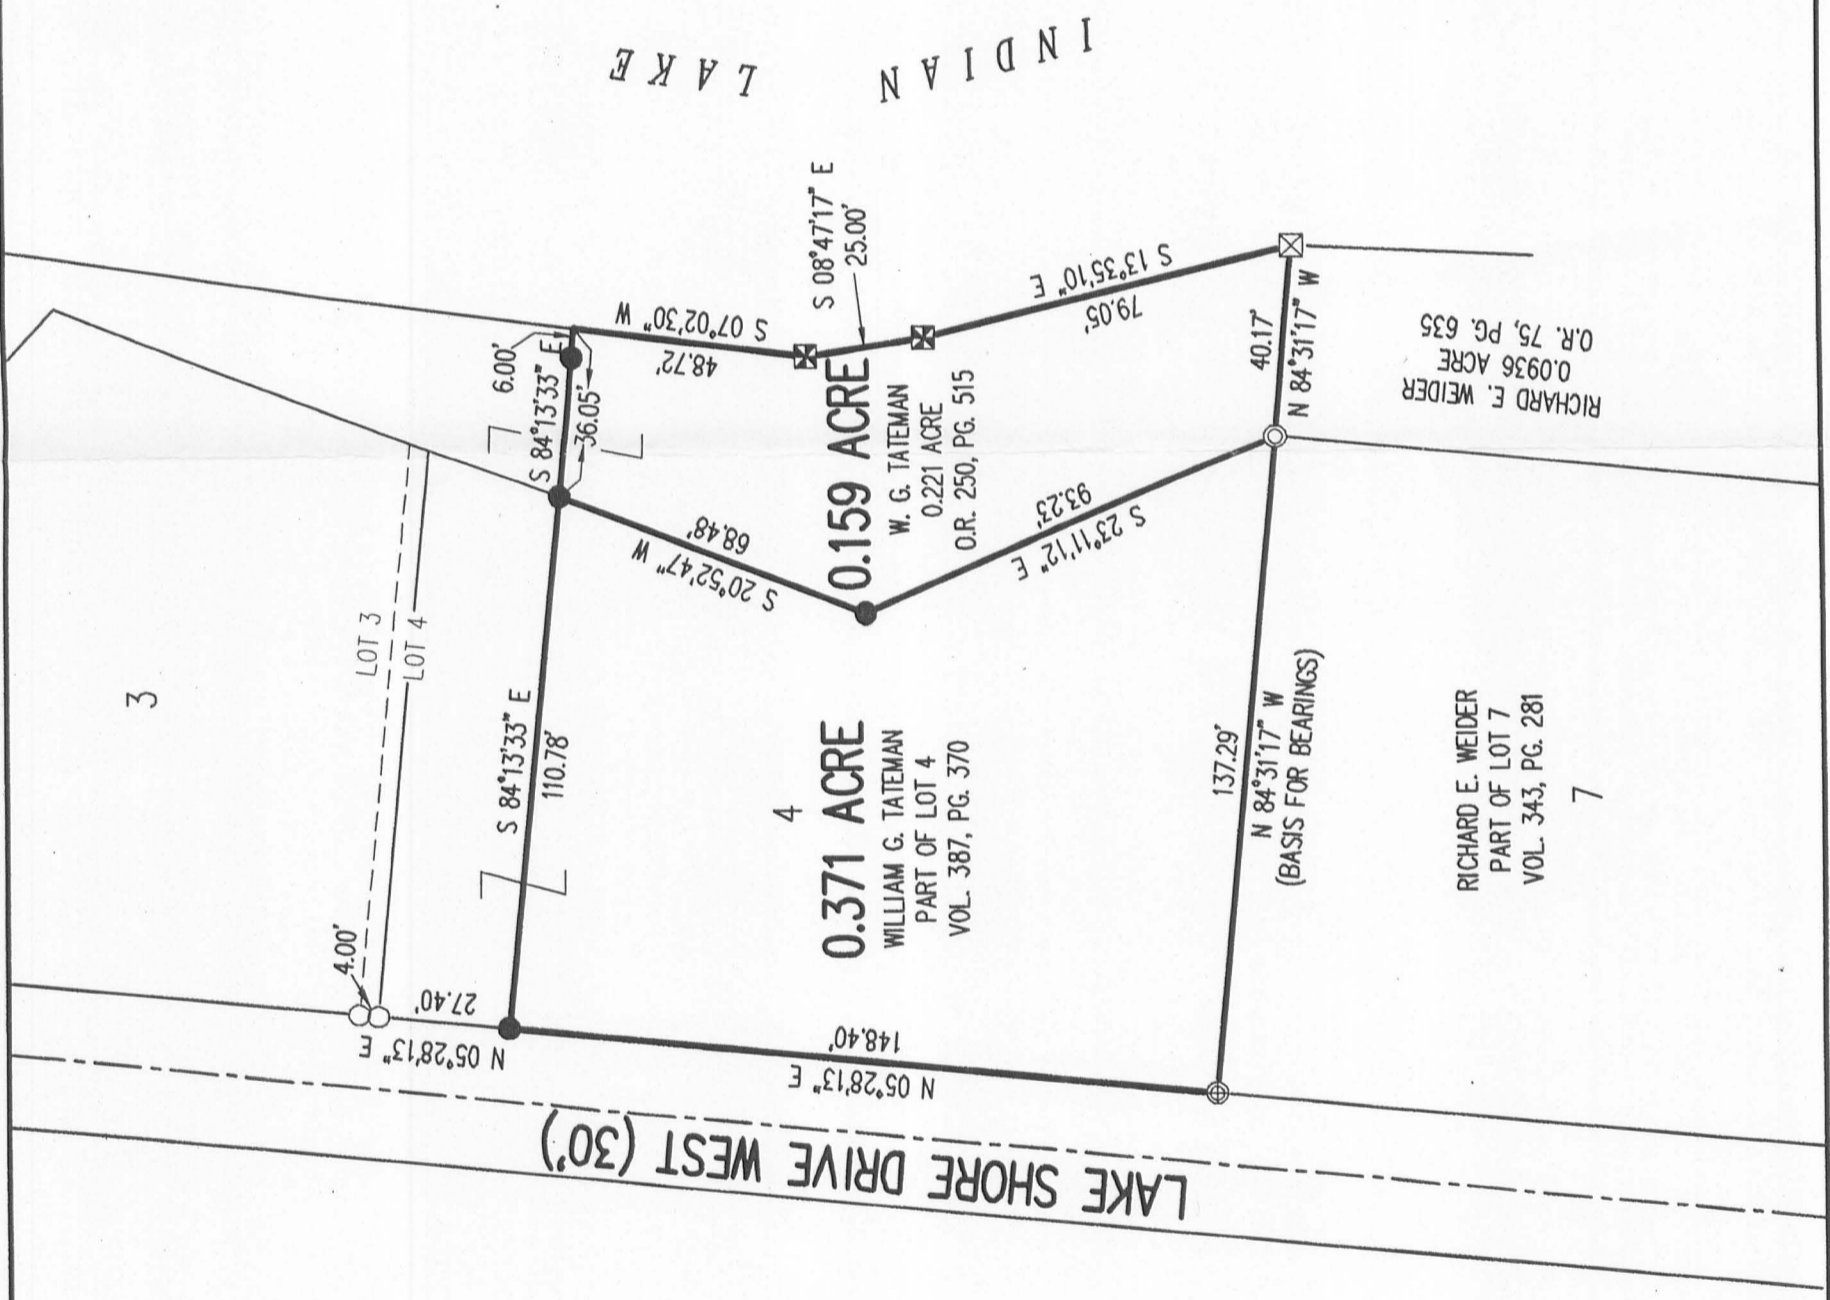 INDIAN
LAKE
3
LOT 3
LOT 4
4.00'
27.40'
N 05°28'13" E
S 84°13'33" E
110.78'
S 84°13'33" E
6.00'
36.05'
S 07°02'30" W
48.72'
S 08°47'17" E
25.00'
S 13°35'10" E
79.05'
40.17'
N 84°31'17" W
S 20°52'47" W
68.48'
S 23°11'12" E
93.23'
0.159 ACRE
W. G. TATEMAN
0.221 ACRE
O.R. 250, PG. 515
4
0.371 ACRE
WILLIAM G. TATEMAN
PART OF LOT 4
VOL. 387, PG. 370
137.29'
N 84°31'17" W
(BASIS FOR BEARINGS)
RICHARD E. WEIDER
0.0936 ACRE
O.R. 75, PG. 635
RICHARD E. WEIDER
PART OF LOT 7
VOL. 343, PG. 281
7
148.40'
N 05°28'13" E
LAKE SHORE DRIVE WEST (30')